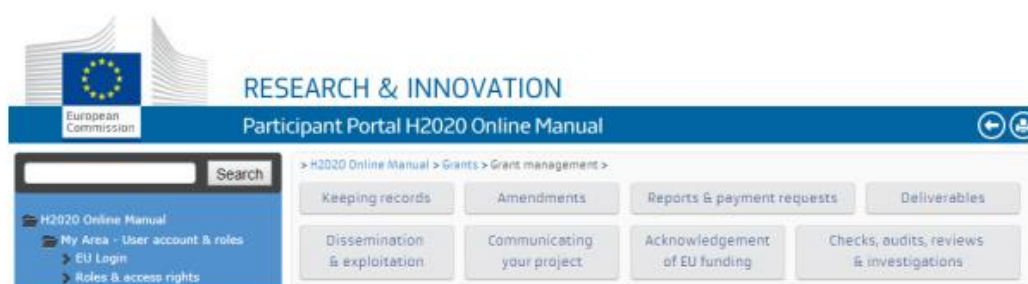 RESEARCH & INNOVATION
European
Commission
Participant Portal H2020 Online Manual
Search
> H2020 Online Manual > Grants > Grant management >
Keeping records
Amendments
Reports & payment requests
Deliverables
H2020 Online Manual
My Area - User account & roles
EU Login
Roles & access rights
Dissemination
& exploitation
Communicating
your project
Acknowledgement
of EU funding
Checks, audits, reviews
& investigations